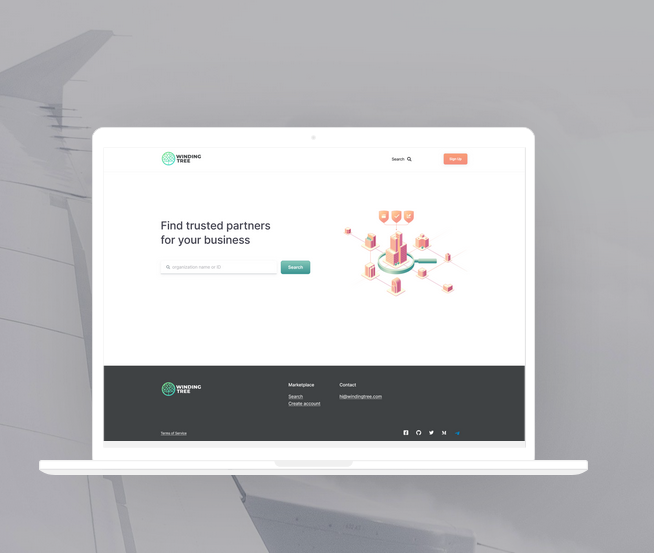 WINDING
TREE
Search
Sign up
Find trusted partners
for your business
organization name or ID
Search
WINDING
TREE
Marketplace
Contact
Search
hi@windingtree.com
Create account
Terms of Service